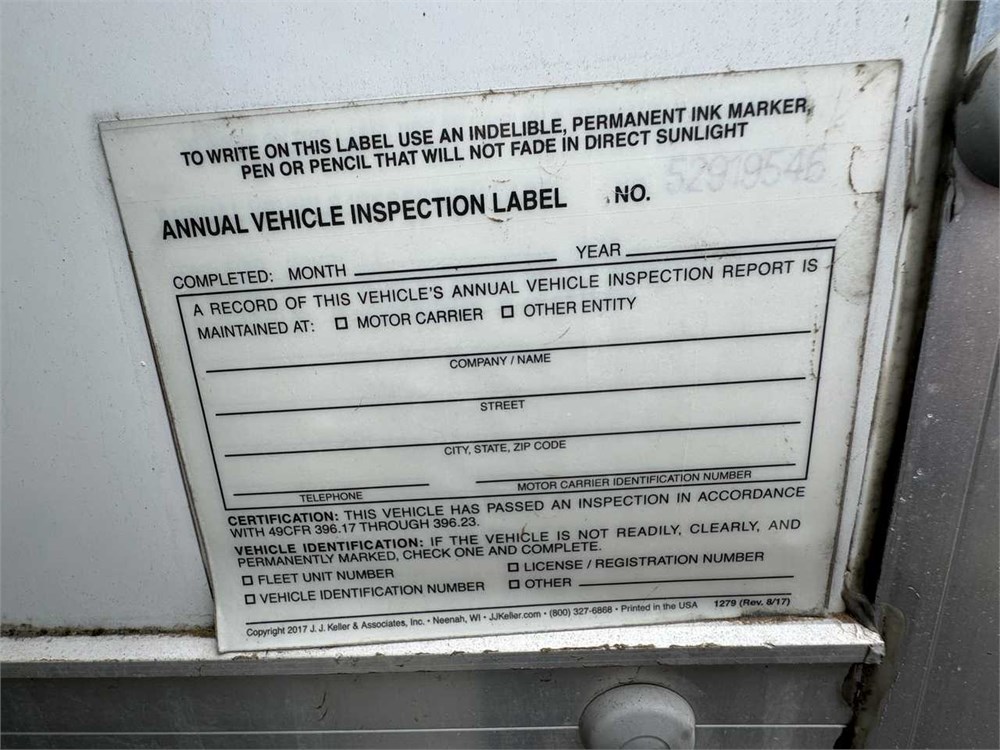 TO WRITE ON THIS LABEL USE AN INDELIBLE, PERMANENT INK MARKER,
PEN OR PENCIL THAT WILL NOT FADE IN DIRECT SUNLIGHT
ANNUAL VEHICLE INSPECTION LABEL NO. 52919546
COMPLETED: MONTH YEAR
A RECORD OF THIS VEHICLE'S ANNUAL VEHICLE INSPECTION REPORT IS
MAINTAINED AT: ☐ MOTOR CARRIER ☐ OTHER ENTITY
COMPANY / NAME
STREET
CITY, STATE, ZIP CODE
TELEPHONE MOTOR CARRIER IDENTIFICATION NUMBER
CERTIFICATION: THIS VEHICLE HAS PASSED AN INSPECTION IN ACCORDANCE
WITH 49CFR 396.17 THROUGH 396.23.
VEHICLE IDENTIFICATION: IF THE VEHICLE IS NOT READILY, CLEARLY, AND
PERMANENTLY MARKED, CHECK ONE AND COMPLETE.
☐ FLEET UNIT NUMBER ☐ LICENSE / REGISTRATION NUMBER
☐ VEHICLE IDENTIFICATION NUMBER ☐ OTHER
Copyright 2017 J. J. Keller & Associates, Inc. • Neenah, WI • JJKeller.com • (800) 327-6868 • Printed in the USA 1279 (Rev. 8/17)